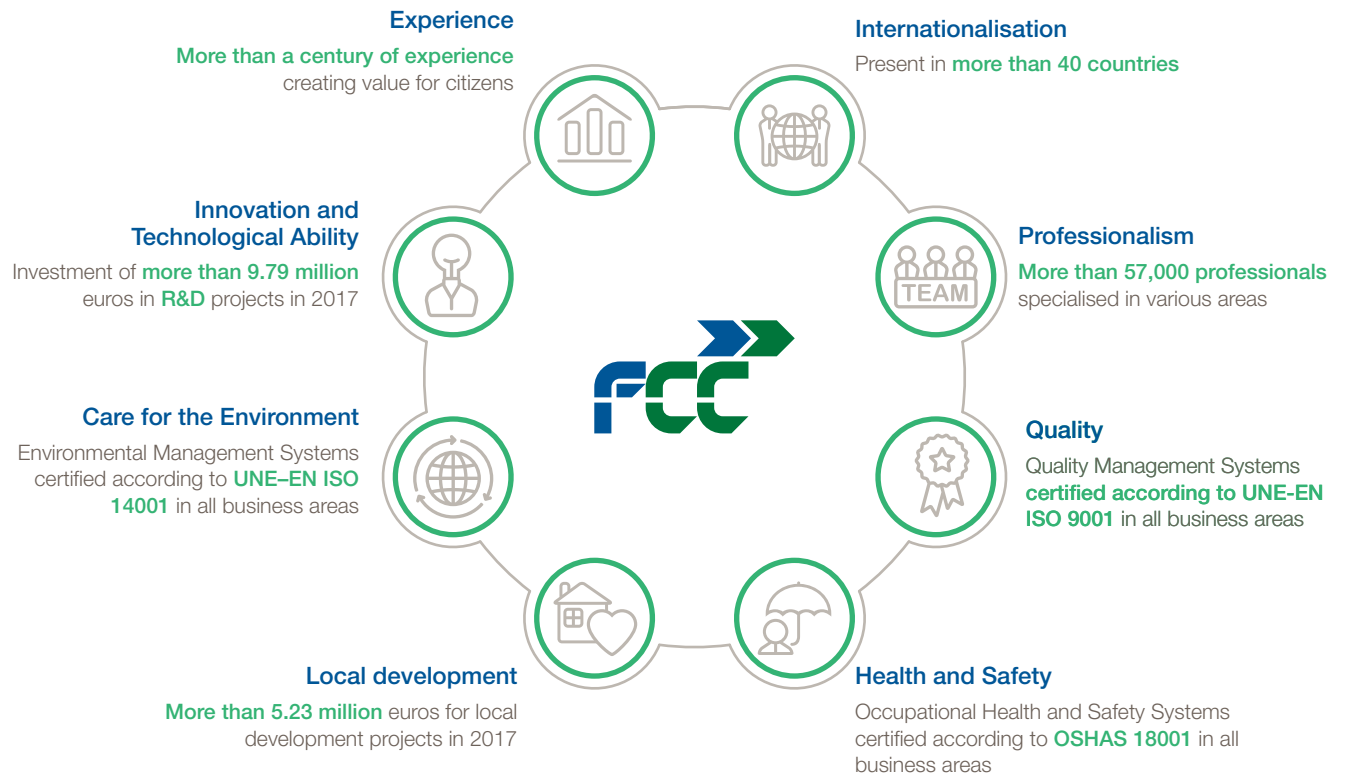 Experience
More than a century of experience
creating value for citizens
Internationalisation
Present in more than 40 countries
Innovation and
Technological Ability
Investment of more than 9.79 million
euros in R&D projects in 2017
Professionalism
More than 57,000 professionals
specialised in various areas
TEAM
FCC
Care for the Environment
Environmental Management Systems
certified according to UNE–EN ISO
14001 in all business areas
Quality
Quality Management Systems
certified according to UNE-EN
ISO 9001 in all business areas
Local development
More than 5.23 million euros for local
development projects in 2017
Health and Safety
Occupational Health and Safety Systems
certified according to OSHAS 18001 in all
business areas